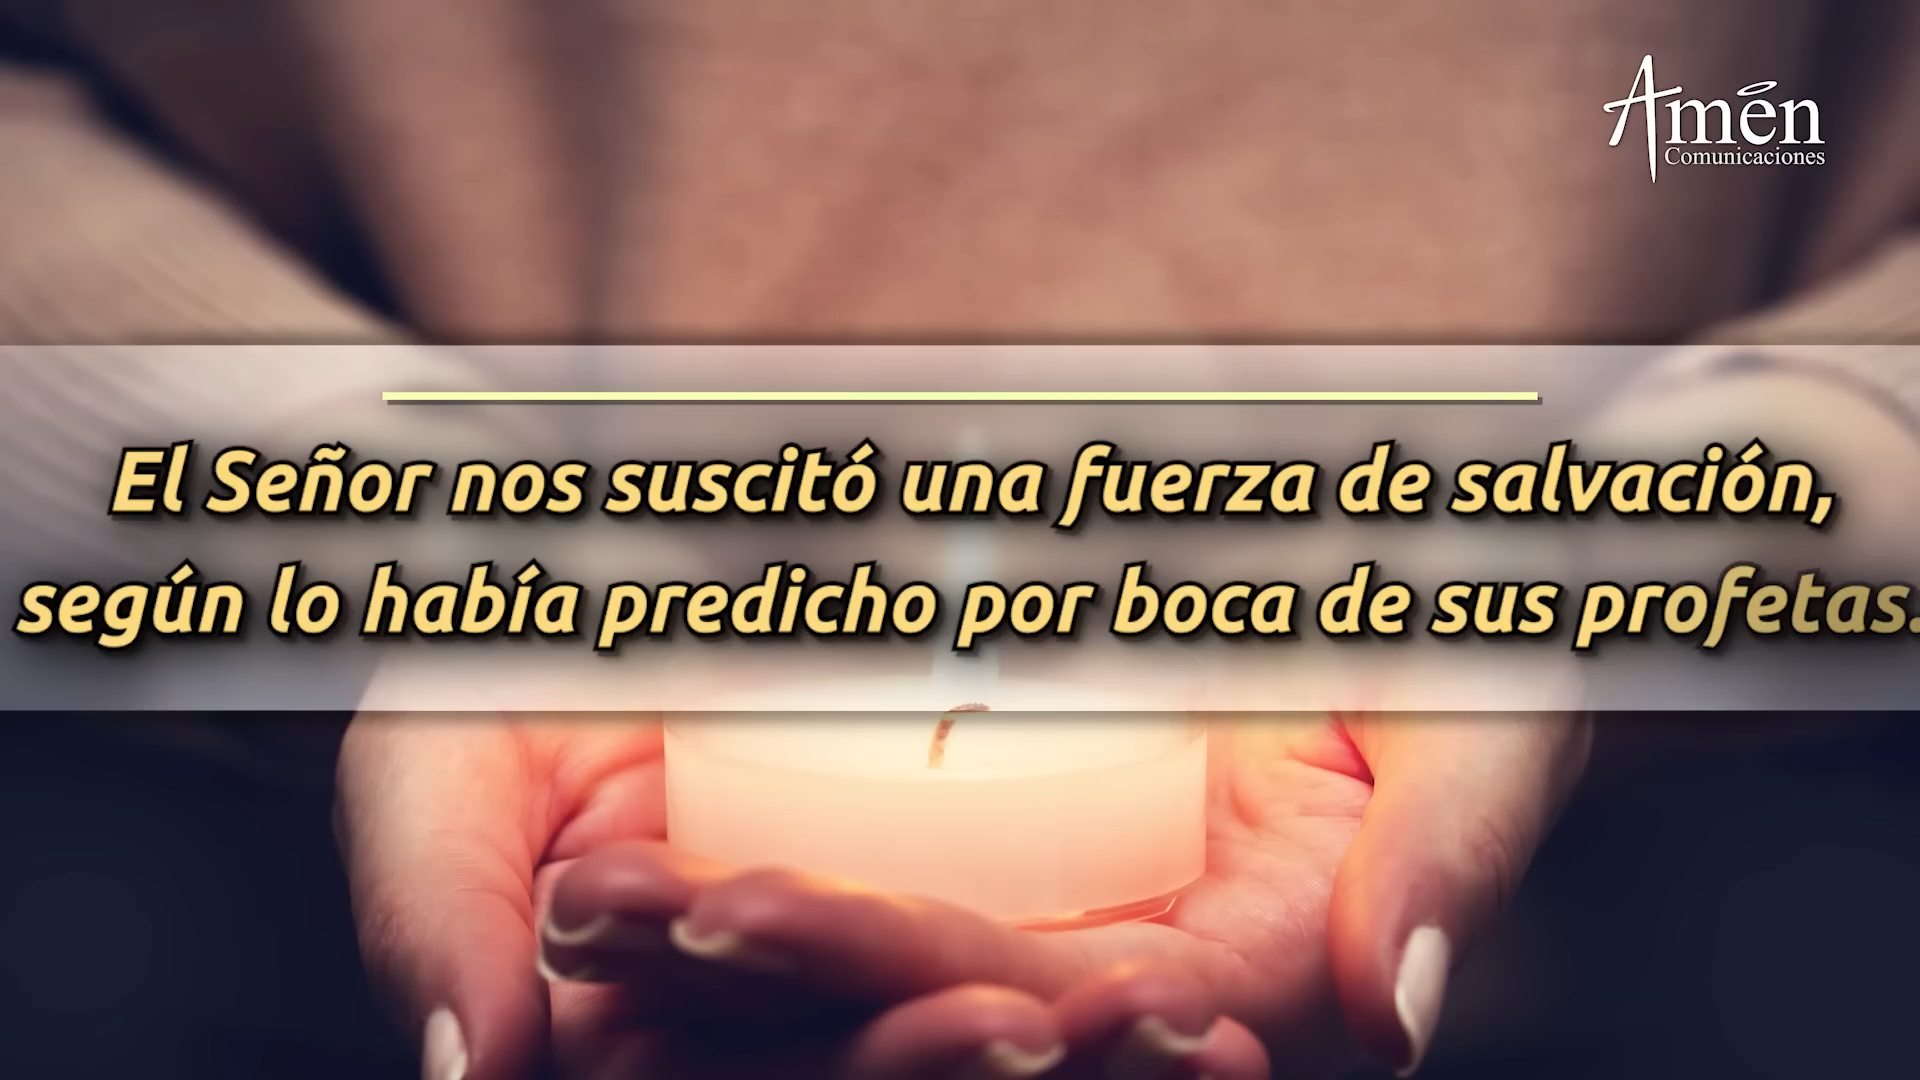 Amén
Comunicaciones
El Señor nos suscitó una fuerza de salvación,
según lo había predicho por boca de sus profetas.